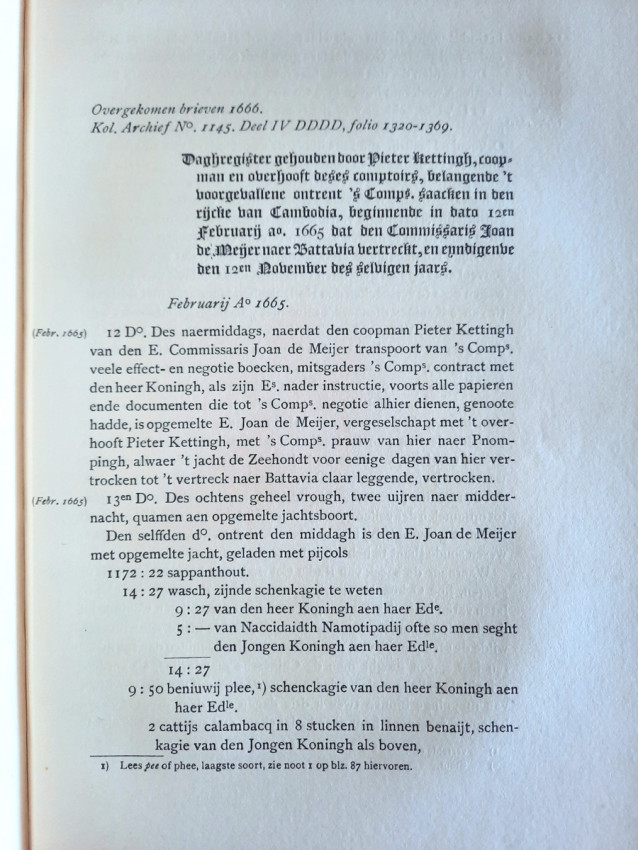 Overgekomen brieven 1666.
Kol. Archief No. 1145. Deel IV DDDD, folio 1320-1369.
Daghregister gehouden door Pieter Kettingh, coop-
man en overhooft deses comptoirs, belangende 't
voorgevallene ontrent 's Comps. saacken in den
rijcke van Cambodia, beginnende in dato 12en
Februarij ao. 1665 dat den Commissaris Joan
de Meijer naer Battavia vertreckt, en eyndigende
den 12en November des selvigen jaars.
Februarij Ao 1665.
(Febr. 1665) 12 Do. Des naermiddags, naerdat den coopman Pieter Kettingh
van den E. Commissaris Joan de Meijer transpoort van 's Comps.
veele effect- en negotie boecken, mitsgaders 's Comps. contract met
den heer Koningh, als zijn Es. nader instructie, voorts alle papieren
ende documenten die tot 's Comps. negotie alhier dienen, genoote
hadde, is opgemelte E. Joan de Meijer, vergeselschapt met 't over-
hooft Pieter Kettingh, met 's Comps. prauw van hier naer Pnom-
pingh, alwaer 't jacht de Zeehondt voor eenige dagen van hier ver-
trocken tot 't vertreck naer Battavia claar leggende, vertrocken.
(Febr. 1665) 13en Do. Des ochtens geheel vrough, twee uijren naer midder-
nacht, quamen aen opgemelte jachtsboort.
Den selffden do. ontrent den middagh is den E. Joan de Meijer
met opgemelte jacht, geladen met pijcols
1172 : 22 sappanthout.
14 : 27 wasch, zijnde schenkagie te weten
9 : 27 van den heer Koningh aen haer Ede.
5 : — van Naccidaidth Namotipadij ofte so men seght
den Jongen Koningh aen haer Edle.
14 : 27
9 : 50 beniuwij plee,1) schenckagie van den heer Koningh aen
haer Edle.
2 cattijs calambacq in 8 stucken in linnen benaijt, schen-
kagie van den Jongen Koningh als boven,
1) Lees pee of phee, laagste soort, zie noot 1 op blz. 87 hiervoren.